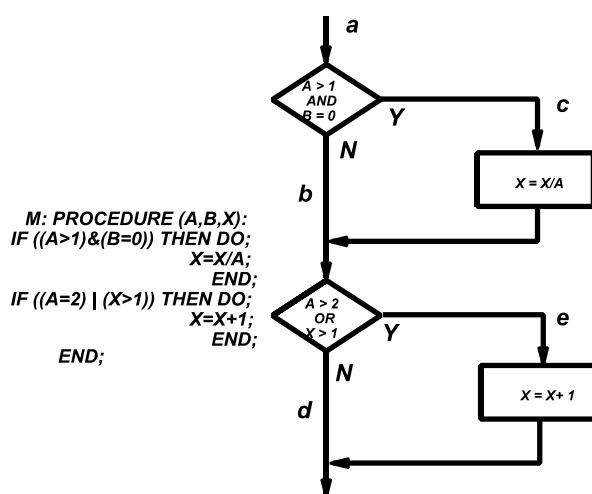 a
A > 1
AND
B = 0
Y
c
N
X = X/A
b
M: PROCEDURE (A,B,X):
IF ((A>1)&(B=0)) THEN DO;
X=X/A;
END;
IF ((A=2) | (X>1)) THEN DO;
X=X+1;
END;
END;
A > 2
OR
X > 1
Y
e
N
X = X+ 1
d